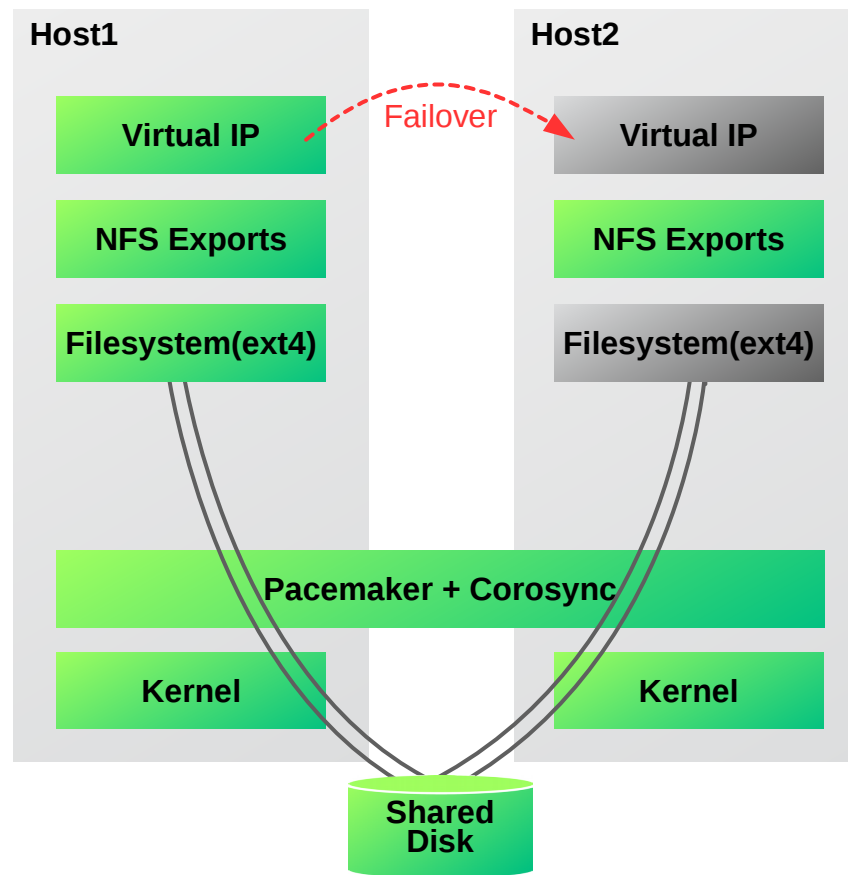 Host1
Host2
Virtual IP
Failover
Virtual IP
NFS Exports
NFS Exports
Filesystem(ext4)
Filesystem(ext4)
Pacemaker + Corosync
Kernel
Kernel
Shared
Disk